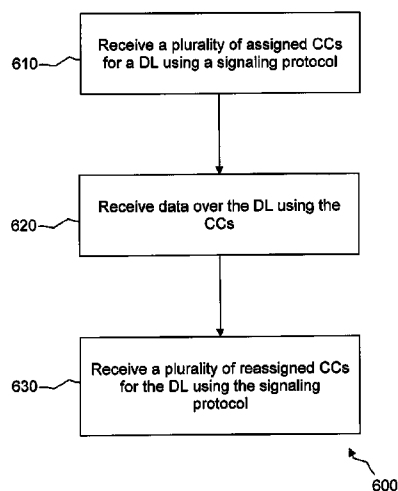 Receive a plurality of assigned CCs
for a DL using a signaling protocol
610
Receive data over the DL using the
CCs
620
Receive a plurality of reassigned CCs
for the DL using the signaling
protocol
630
600